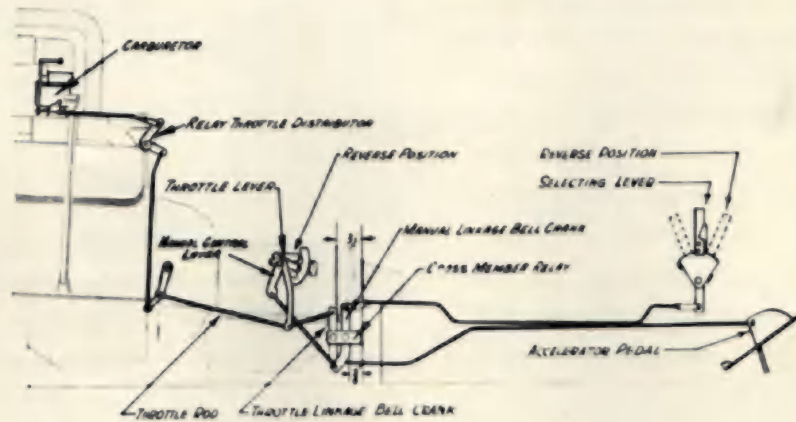 CARBURETOR
RELAY THROTTLE DISTRIBUTOR
REVERSE POSITION
REVERSE POSITION
THROTTLE LEVER
SELECTING LEVER
MANUAL LINKAGE BELL CRANK
MANUAL CONTROL
LEVER
CROSS MEMBER RELAY
ACCELERATOR PEDAL
THROTTLE ROD
THROTTLE LINKAGE BELL CRANK